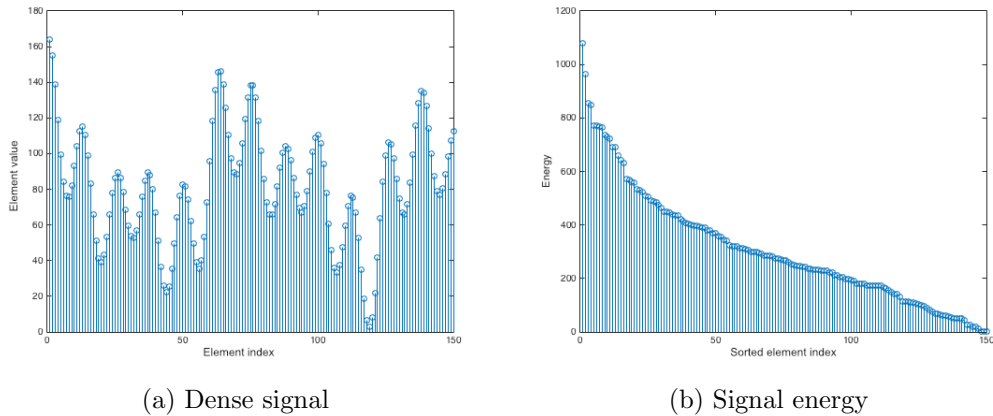 180
160
140
120
100
80
60
40
20
0
Element value
0 50 100 150
Element index
(a) Dense signal
1200
1000
800
600
400
200
0
Energy
0 50 100 150
Sorted element index
(b) Signal energy